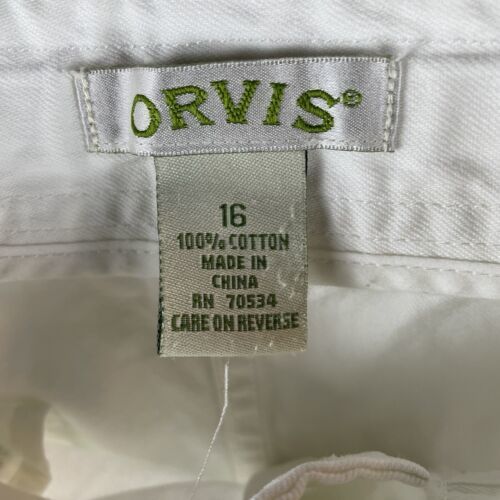 ORVIS®
16
100% COTTON
MADE IN
CHINA
RN 70534
CARE ON REVERSE